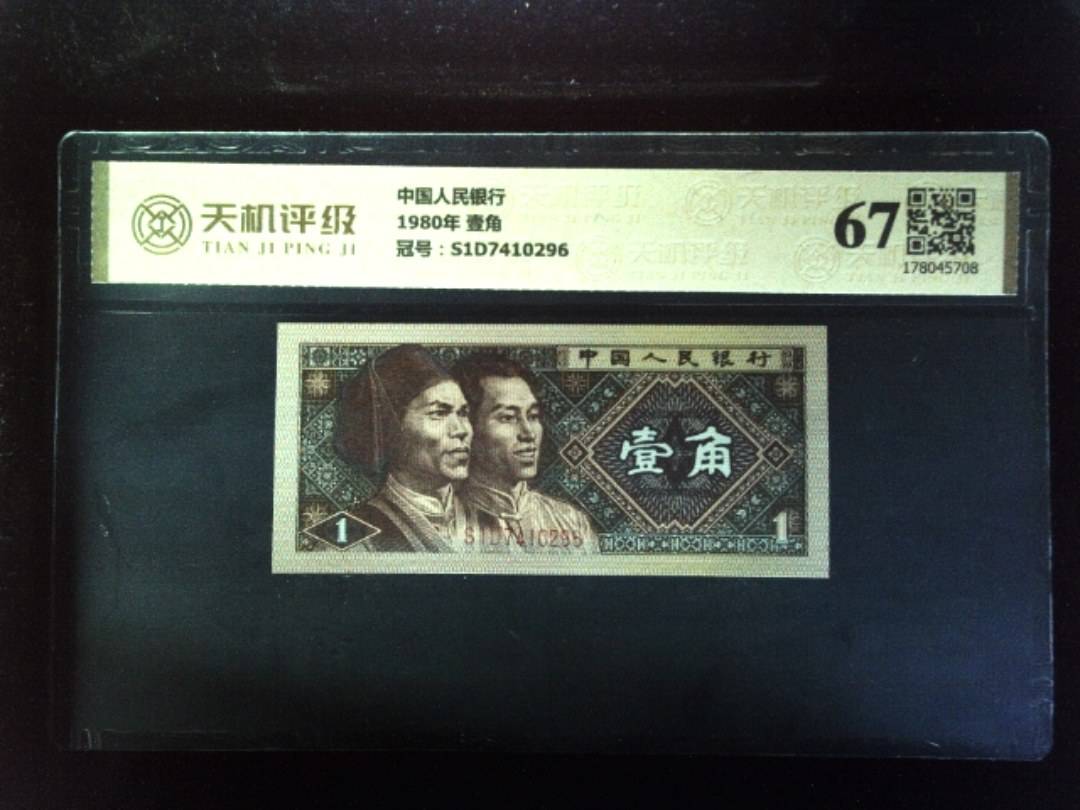 天机评级
TIAN JI PING JI
中国人民银行
1980年 壹角
冠号：S1D7410296
67
178045708
中国人民银行
壹角
1
S1D7410296
1